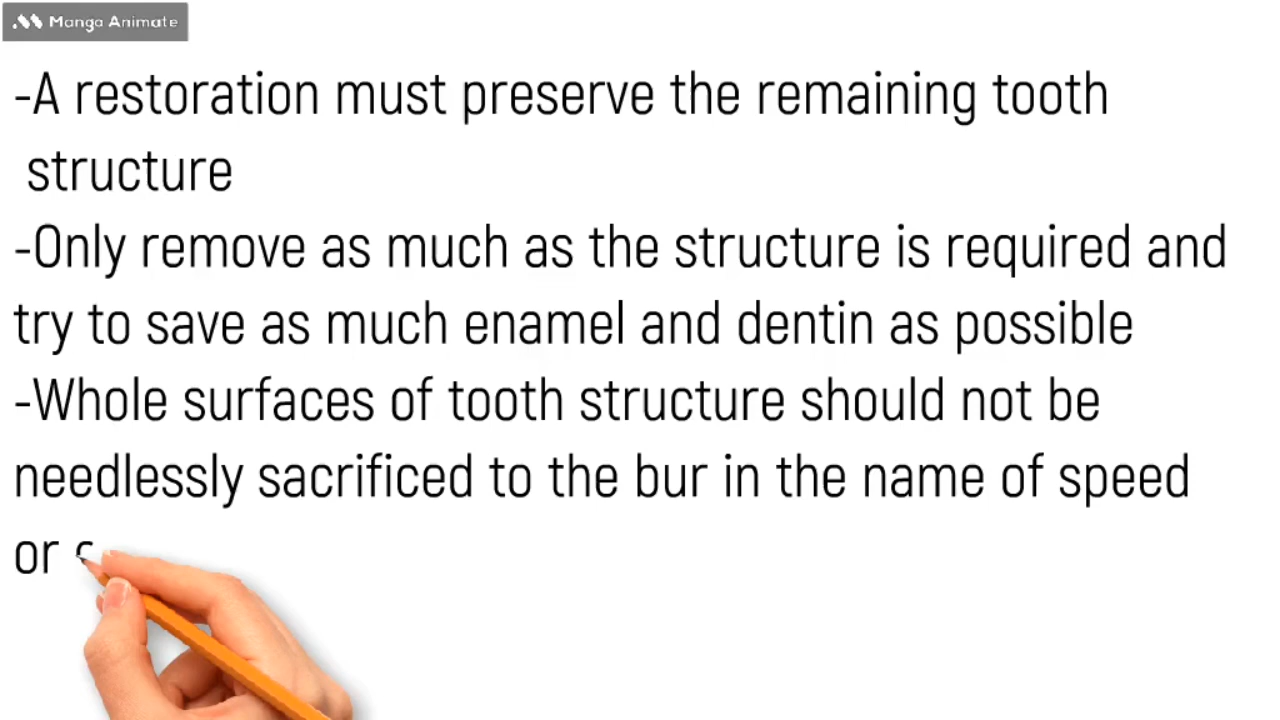 Manga Animate
-A restoration must preserve the remaining tooth
structure
-Only remove as much as the structure is required and
try to save as much enamel and dentin as possible
-Whole surfaces of tooth structure should not be
needlessly sacrificed to the bur in the name of speed
or